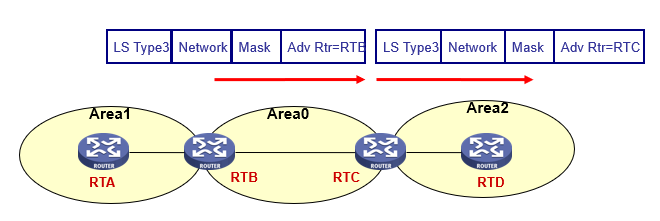 LS Type3 Network Mask Adv Rtr=RTB LS Type3 Network Mask Adv Rtr=RTC
Area1 Area0 Area2
ROUTER ROUTER ROUTER ROUTER
RTA RTB RTC RTD